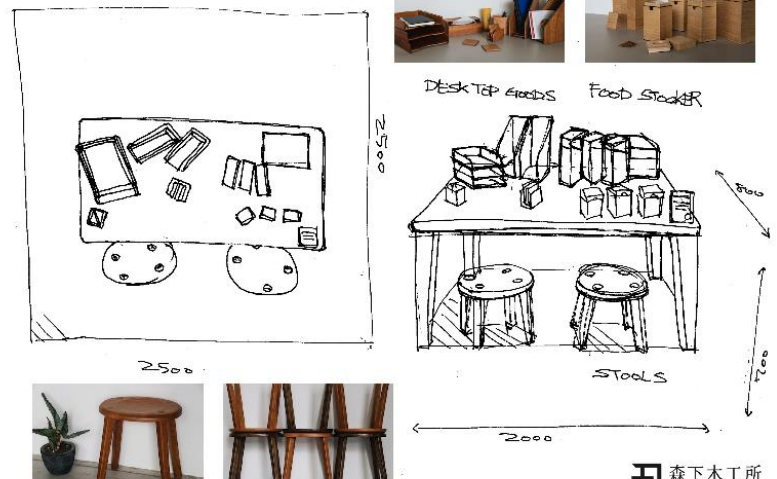 DESK TOP GOODS
FOOD STOCKER
2500
800
2500
STOOLS
700
2000
森下木工所